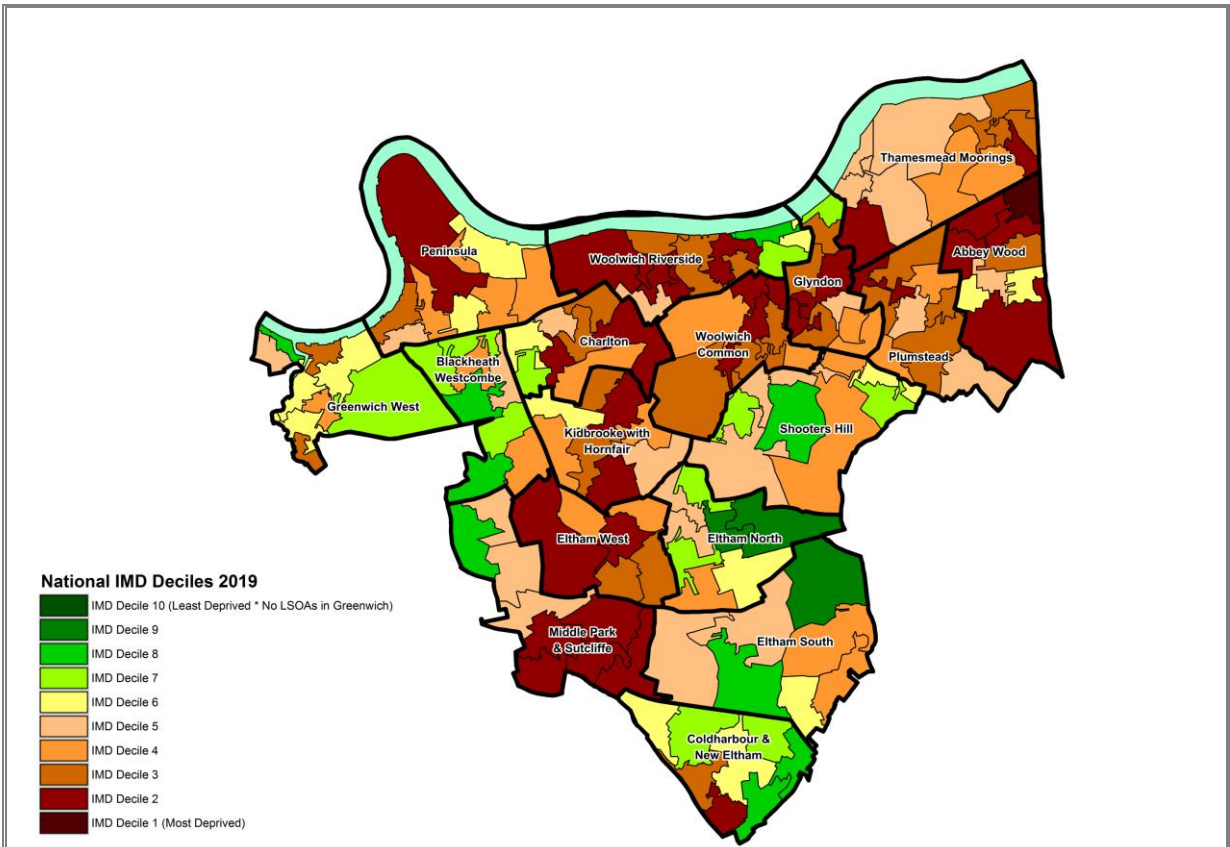 Thamesmead Moorings
Abbey Wood
Peninsula
Woolwich Riverside
Glyndon
Charlton
Woolwich
Common
Plumstead
Blackheath
Westcombe
Greenwich West
Kidbrooke with
Hornfair
Shooters Hill
Eltham West
Eltham North
Middle Park
& Sutcliffe
Eltham South
Coldharbour &
New Eltham
National IMD Deciles 2019
IMD Decile 10 (Least Deprived * No LSOAs in Greenwich)
IMD Decile 9
IMD Decile 8
IMD Decile 7
IMD Decile 6
IMD Decile 5
IMD Decile 4
IMD Decile 3
IMD Decile 2
IMD Decile 1 (Most Deprived)